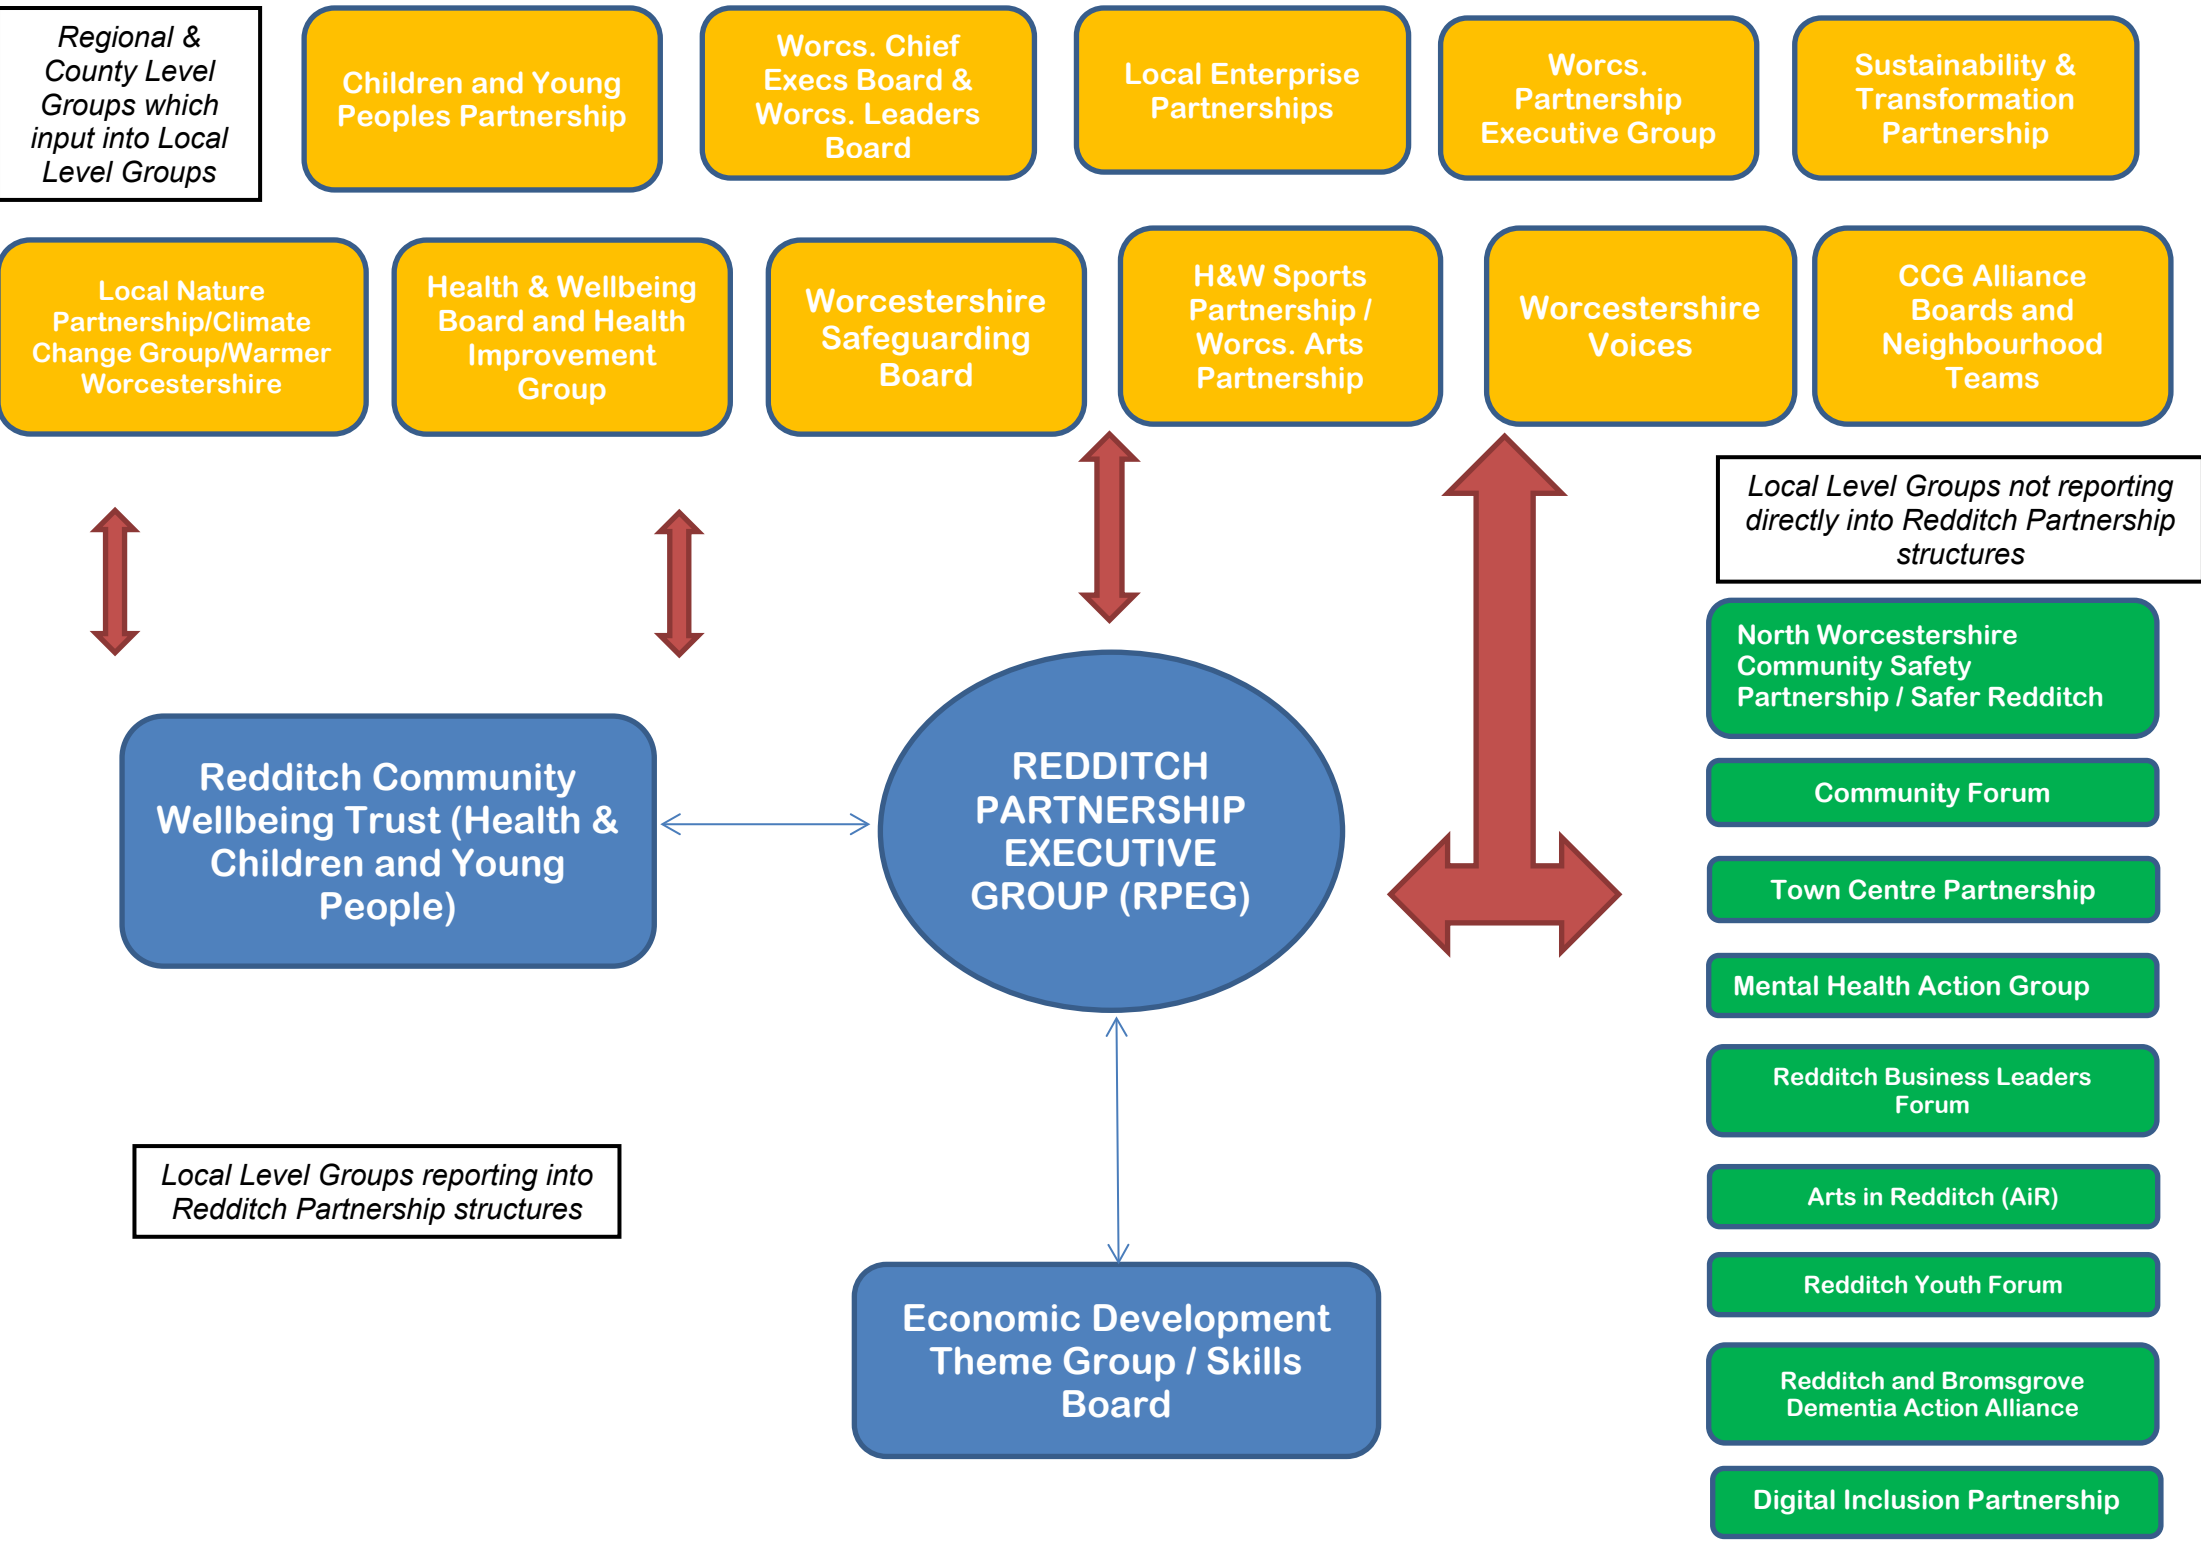 Regional &
County Level
Groups which
input into Local
Level Groups
Children and Young
Peoples Partnership
Worcs. Chief
Execs Board &
Worcs. Leaders
Board
Local Enterprise
Partnerships
Worcs.
Partnership
Executive Group
Sustainability &
Transformation
Partnership
Local Nature
Partnership/Climate
Change Group/Warmer
Worcestershire
Health & Wellbeing
Board and Health
Improvement
Group
Worcestershire
Safeguarding
Board
H&W Sports
Partnership /
Worcs. Arts
Partnership
Worcestershire
Voices
CCG Alliance
Boards and
Neighbourhood
Teams
Local Level Groups not reporting
directly into Redditch Partnership
structures
North Worcestershire
Community Safety
Partnership / Safer Redditch
Community Forum
Town Centre Partnership
Mental Health Action Group
Redditch Business Leaders
Forum
Arts in Redditch (AiR)
Redditch Youth Forum
Redditch and Bromsgrove
Dementia Action Alliance
Digital Inclusion Partnership
Redditch Community
Wellbeing Trust (Health &
Children and Young
People)
REDDITCH
PARTNERSHIP
EXECUTIVE
GROUP (RPEG)
Local Level Groups reporting into
Redditch Partnership structures
Economic Development
Theme Group / Skills
Board